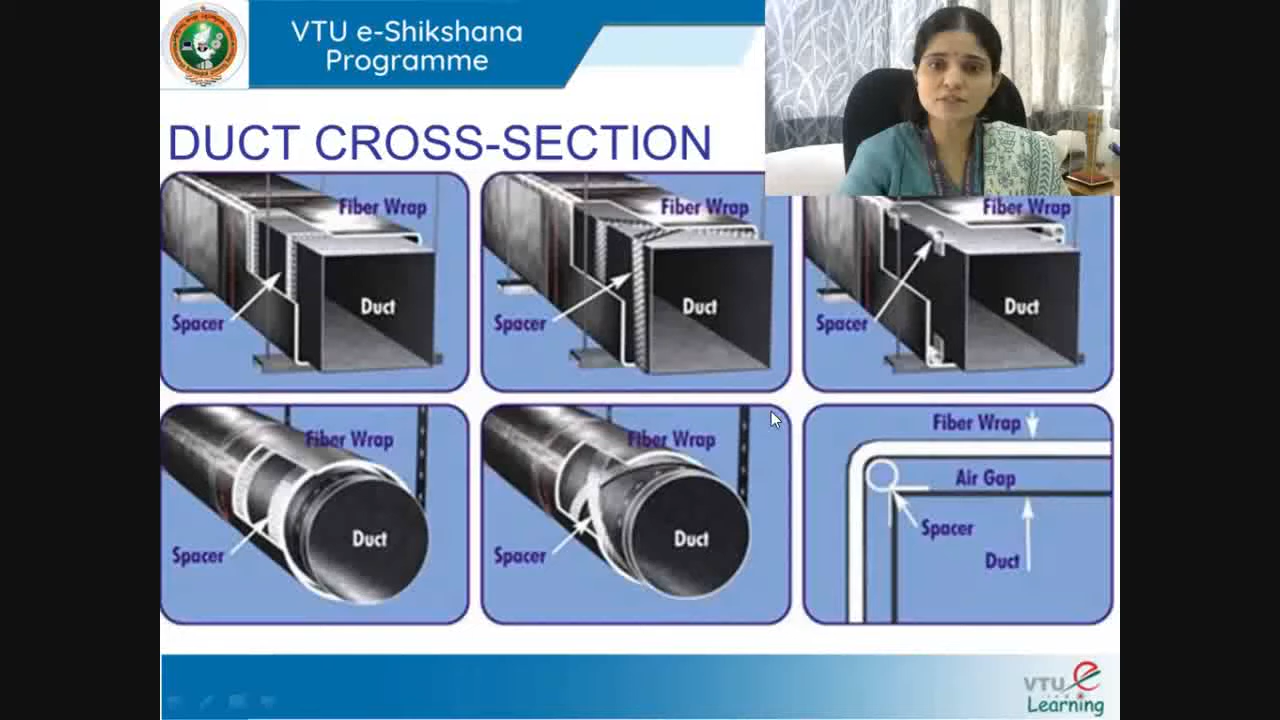 VTU e-Shikshana
Programme
DUCT CROSS-SECTION
Fiber Wrap
Duct
Spacer
Fiber Wrap
Duct
Spacer
Fiber Wrap
Duct
Spacer
Fiber Wrap
Duct
Spacer
Fiber Wrap
Duct
Spacer
Fiber Wrap
Air Gap
Spacer
Duct
VTU e
Learning